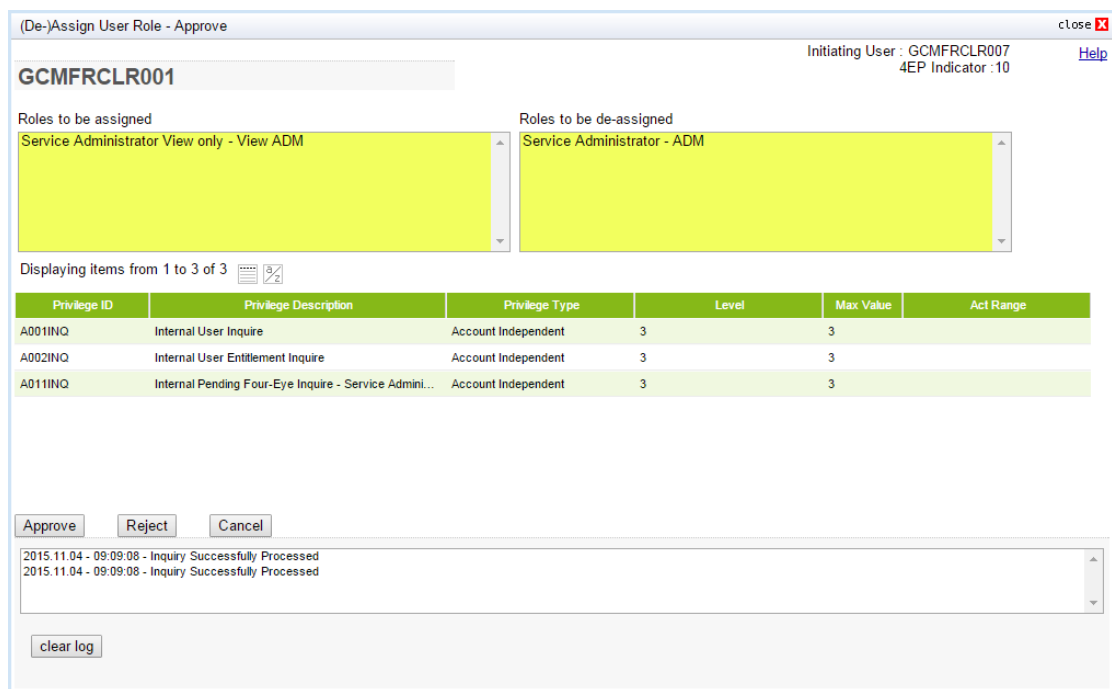 (De-)Assign User Role - Approve
close
Initiating User : GCMFRCLR007
4EP Indicator :10
Help
GCMFRCLR001
Roles to be assigned
Roles to be de-assigned
Service Administrator View only - View ADM
Service Administrator - ADM
Displaying items from 1 to 3 of 3
Privilege ID Privilege Description Privilege Type Level Max Value Act Range
A001INQ Internal User Inquire Account Independent 3 3
A002INQ Internal User Entitlement Inquire Account Independent 3 3
A011INQ Internal Pending Four-Eye Inquire - Service Admini... Account Independent 3 3
Approve Reject Cancel
2015.11.04 - 09:09:08 - Inquiry Successfully Processed
2015.11.04 - 09:09:08 - Inquiry Successfully Processed
clear log